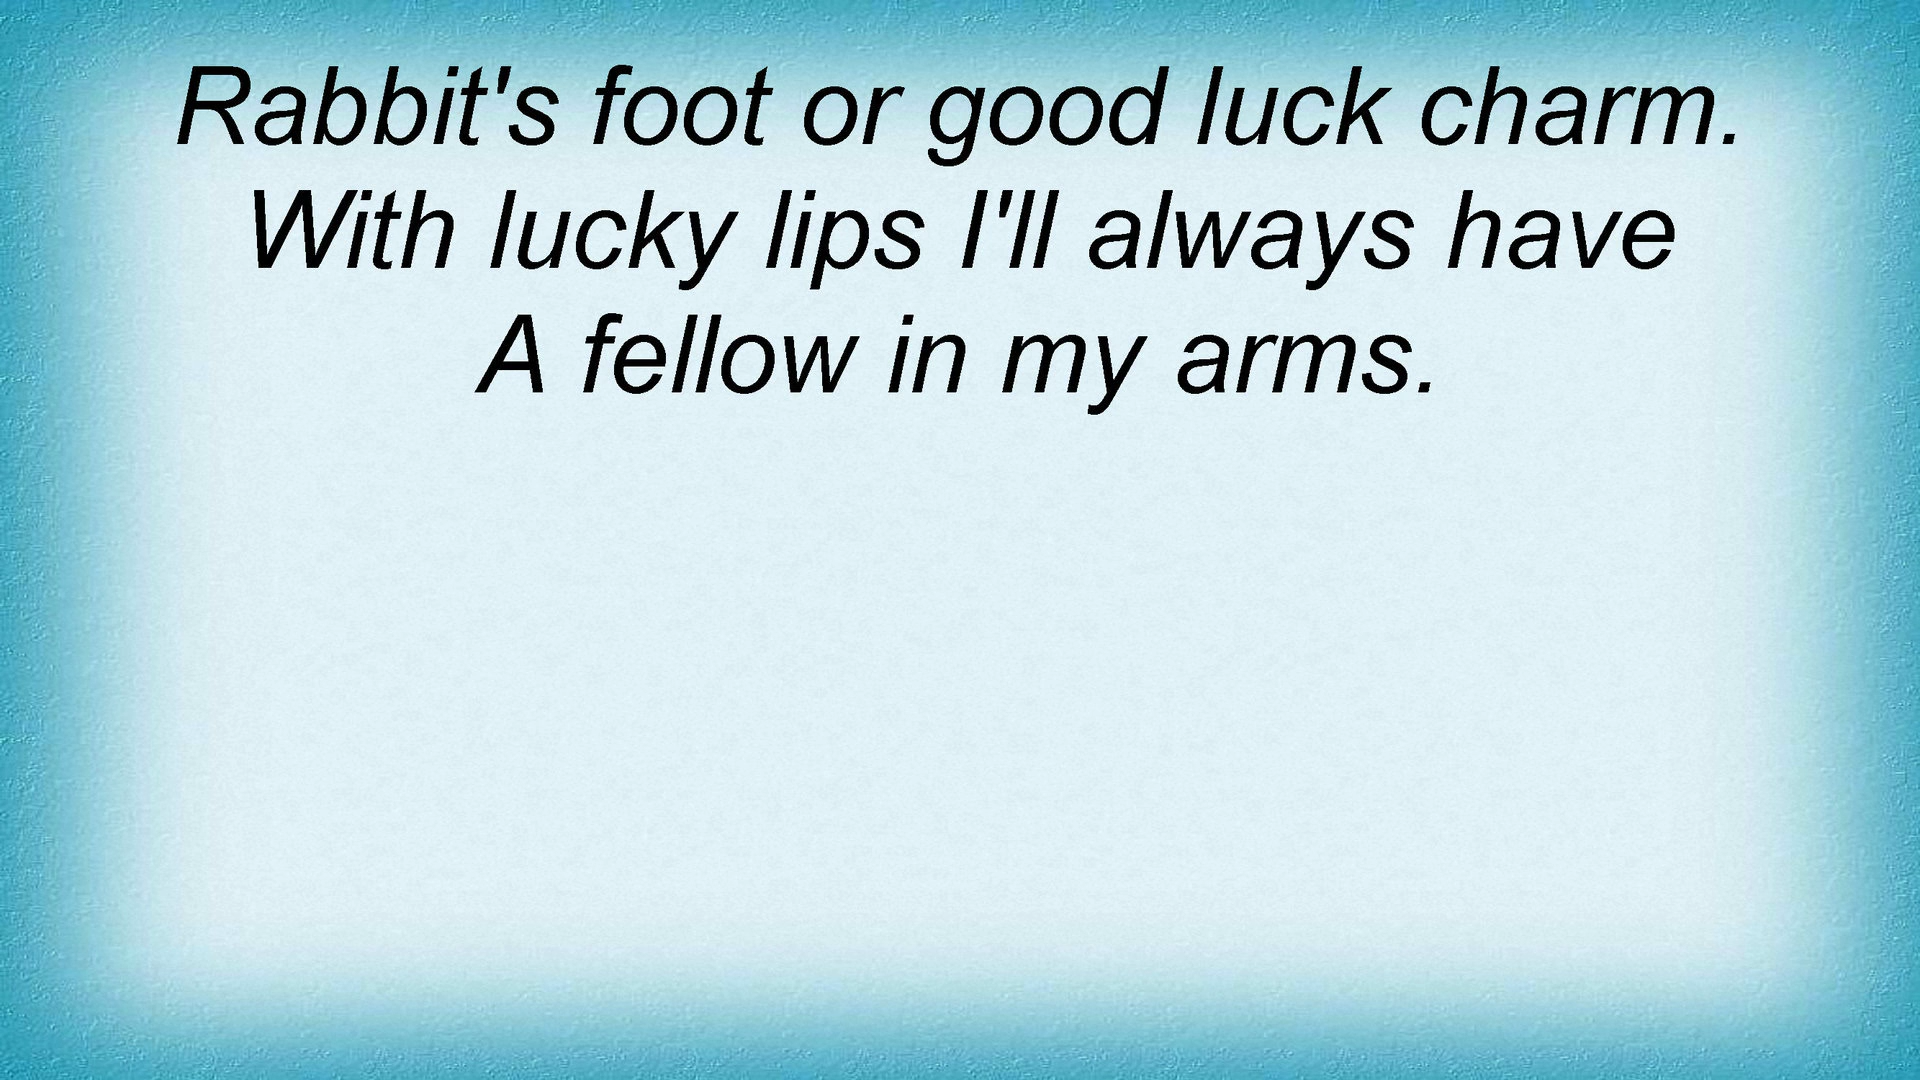 Rabbit's foot or good luck charm.
With lucky lips I'll always have
A fellow in my arms.